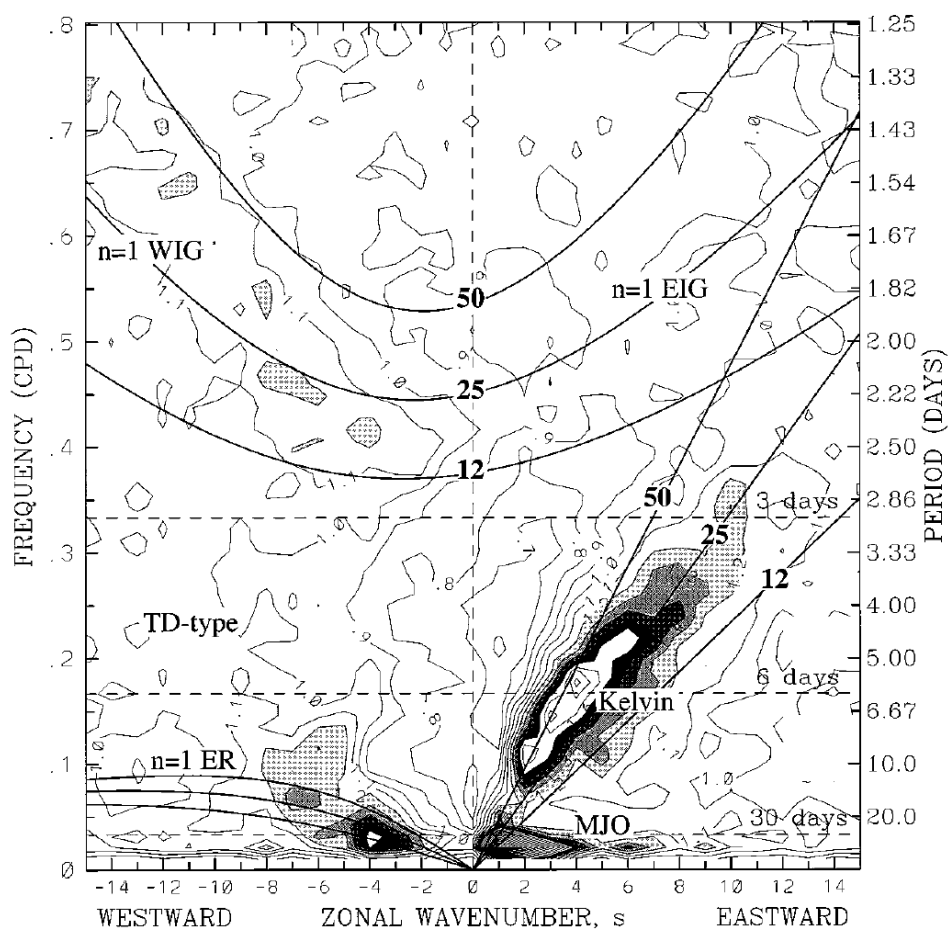 .8
.7
.6
.5
.4
.3
.2
.1
0
FREQUENCY (CPD)
1.25
1.33
1.43
1.54
1.67
1.82
2.00
2.22
2.50
2.86
3.33
4.00
5.00
6.67
10.0
20.0
PERIOD (DAYS)
n=1 WIG
n=1 EIG
50
25
12
50
25
12
3 days
TD-type
6 days
Kelvin
n=1 ER
MJO
30 days
-14 -12 -10 -8 -6 -4 -2 0 2 4 6 8 10 12 14
WESTWARD ZONAL WAVENUMBER, s EASTWARD